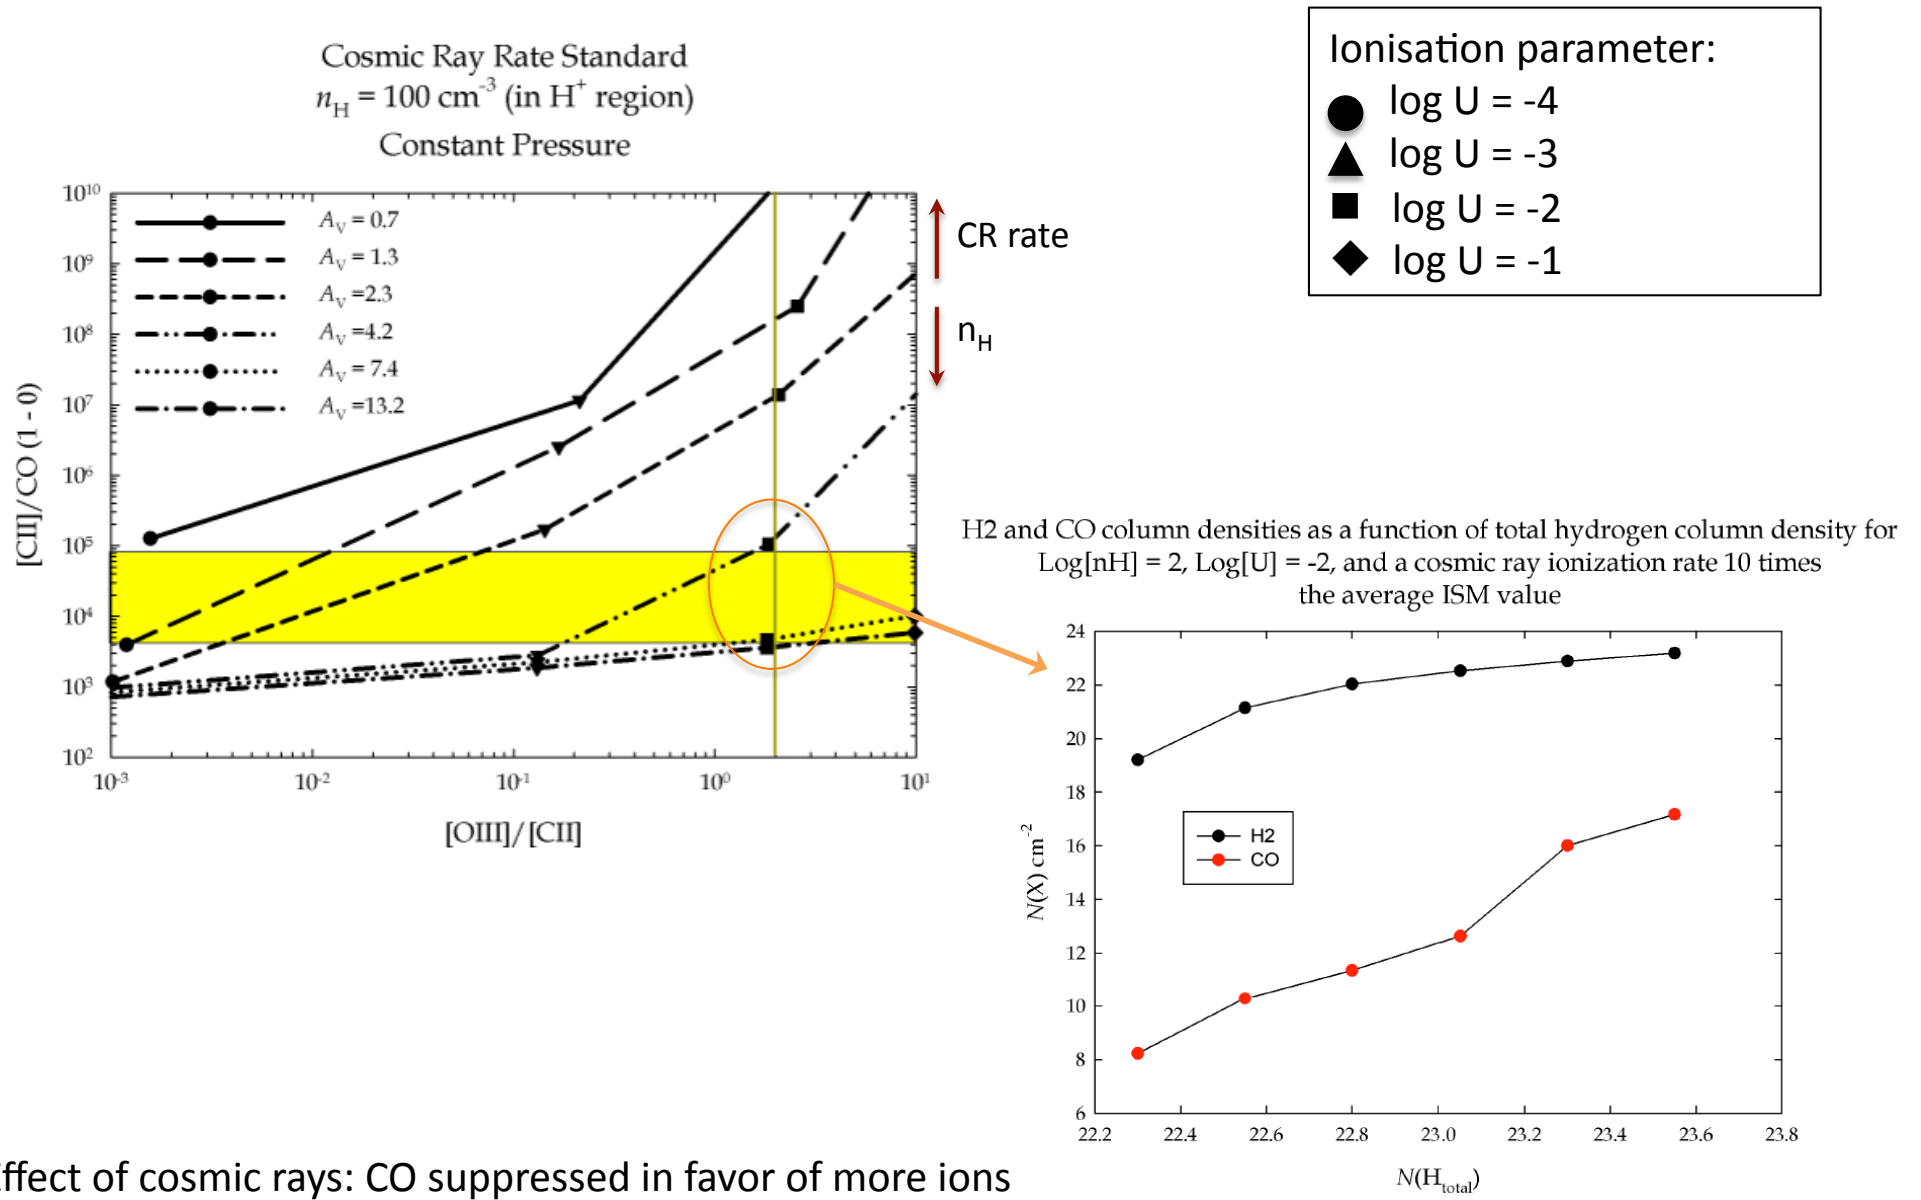 Cosmic Ray Rate Standard
n_H = 100 cm^-3 (in H^+ region)
Constant Pressure
10^10
10^9
10^8
10^7
10^6
10^5
10^4
10^3
10^2
[CII]/CO (1 - 0)
A_V = 0.7
A_V = 1.3
A_V =2.3
A_V =4.2
A_V = 7.4
A_V =13.2
10^-3 10^-2 10^-1 10^0 10^1
[OIII]/[CII]
CR rate
n_H
Ionisation parameter:
log U = -4
log U = -3
log U = -2
log U = -1
H2 and CO column densities as a function of total hydrogen column density for
Log[nH] = 2, Log[U] = -2, and a cosmic ray ionization rate 10 times
the average ISM value
24
22
20
18
16
14
12
10
8
6
N(X) cm^-2
H2
CO
22.2 22.4 22.6 22.8 23.0 23.2 23.4 23.6 23.8
N(H_total)
Effect of cosmic rays: CO suppressed in favor of more ions